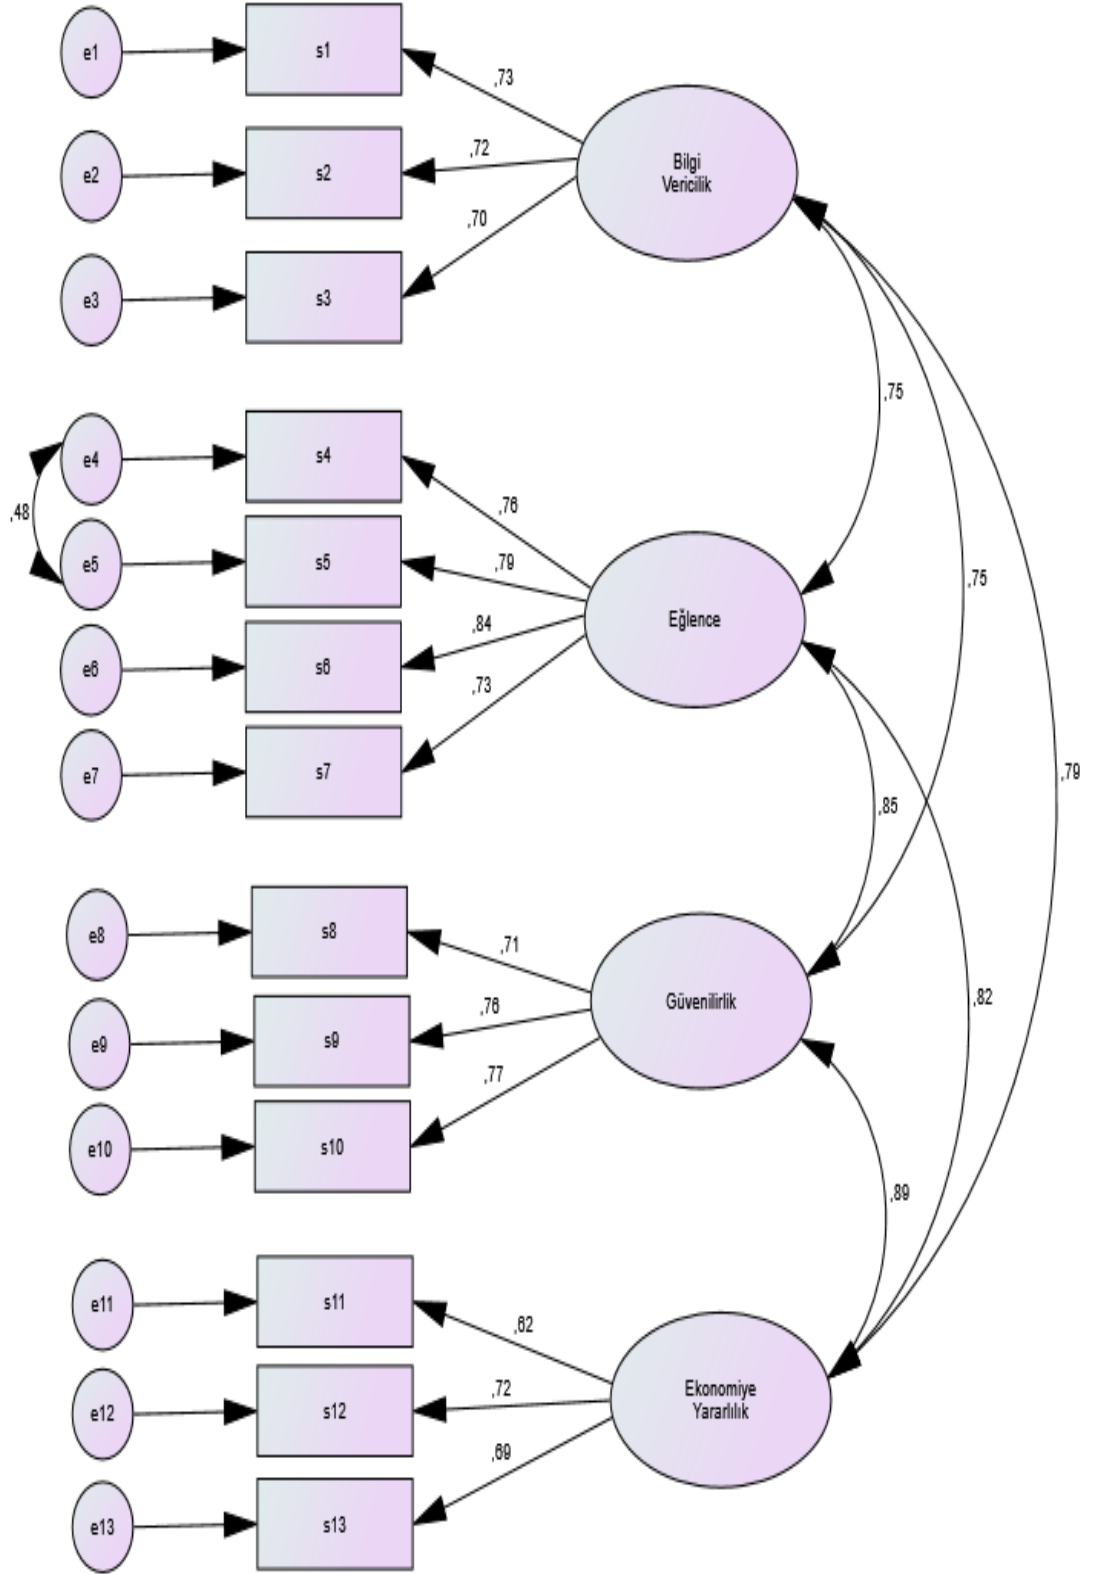 e1
s1
,73
e2
s2
,72
Bilgi
Vericilik
e3
s3
,70
,75
e4
s4
,76
,48
e5
s5
,79
,75
Eğlence
e6
s6
,84
e7
s7
,73
,79
,85
e8
s8
,71
e9
s9
,76
Güvenilirlik
,82
e10
s10
,77
,89
e11
s11
,62
e12
s12
,72
Ekonomiye
Yararlılık
e13
s13
,69